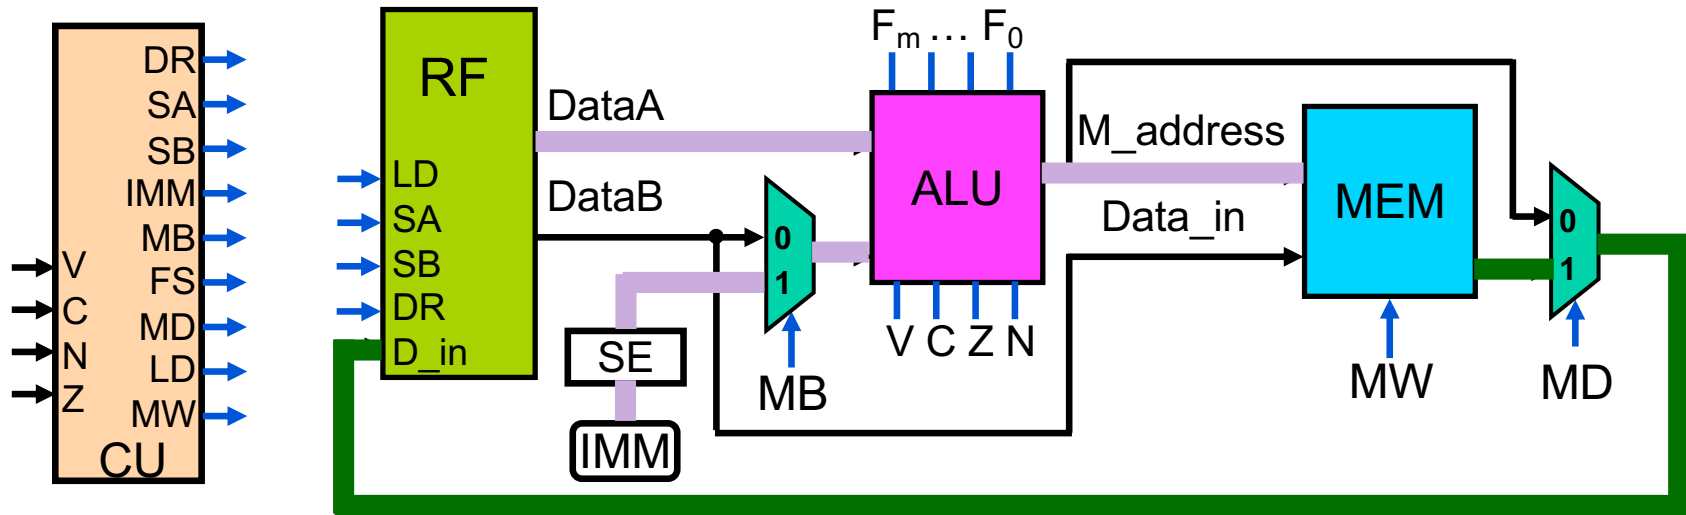 DR
SA
SB
IMM
MB
FS
MD
LD
MW
V
C
N
Z
CU
RF
LD
SA
SB
DR
D_in
DataA
DataB
0
1
SE
IMM
MB
Fm ... F0
ALU
V C Z N
M_address
Data_in
MEM
MW
0
1
MD